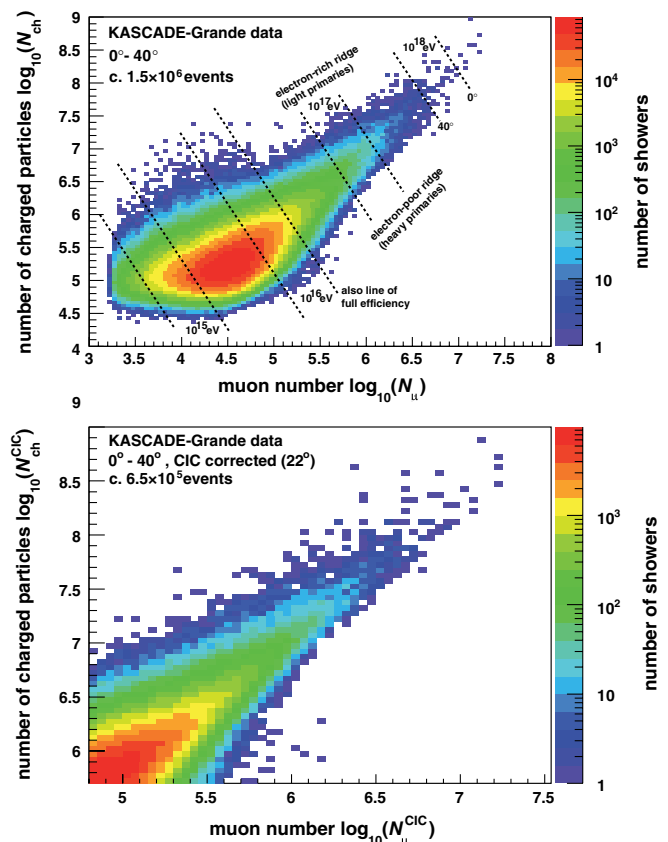 number of charged particles log₁₀(N_ch)
9
8.5
8
7.5
7
6.5
6
5.5
5
4.5
4
KASCADE-Grande data
0°- 40°
c. 1.5×10⁶ events
electron-rich ridge
(light primaries)
10¹⁷eV
10¹⁸eV
0°
40°
electron-poor ridge
(heavy primaries)
also line of
full efficiency
10¹⁶eV
10¹⁵eV
3 3.5 4 4.5 5 5.5 6 6.5 7 7.5 8
muon number log₁₀(N_μ)
10⁴
10³
10²
10
1
number of showers
9
number of charged particles log₁₀(N_ch^CIC)
8.5
8
7.5
7
6.5
6
KASCADE-Grande data
0° - 40° , CIC corrected (22°)
c. 6.5×10⁵ events
5 5.5 6 6.5 7 7.5
muon number log₁₀(N_μ^CIC)
10³
10²
10
1
number of showers